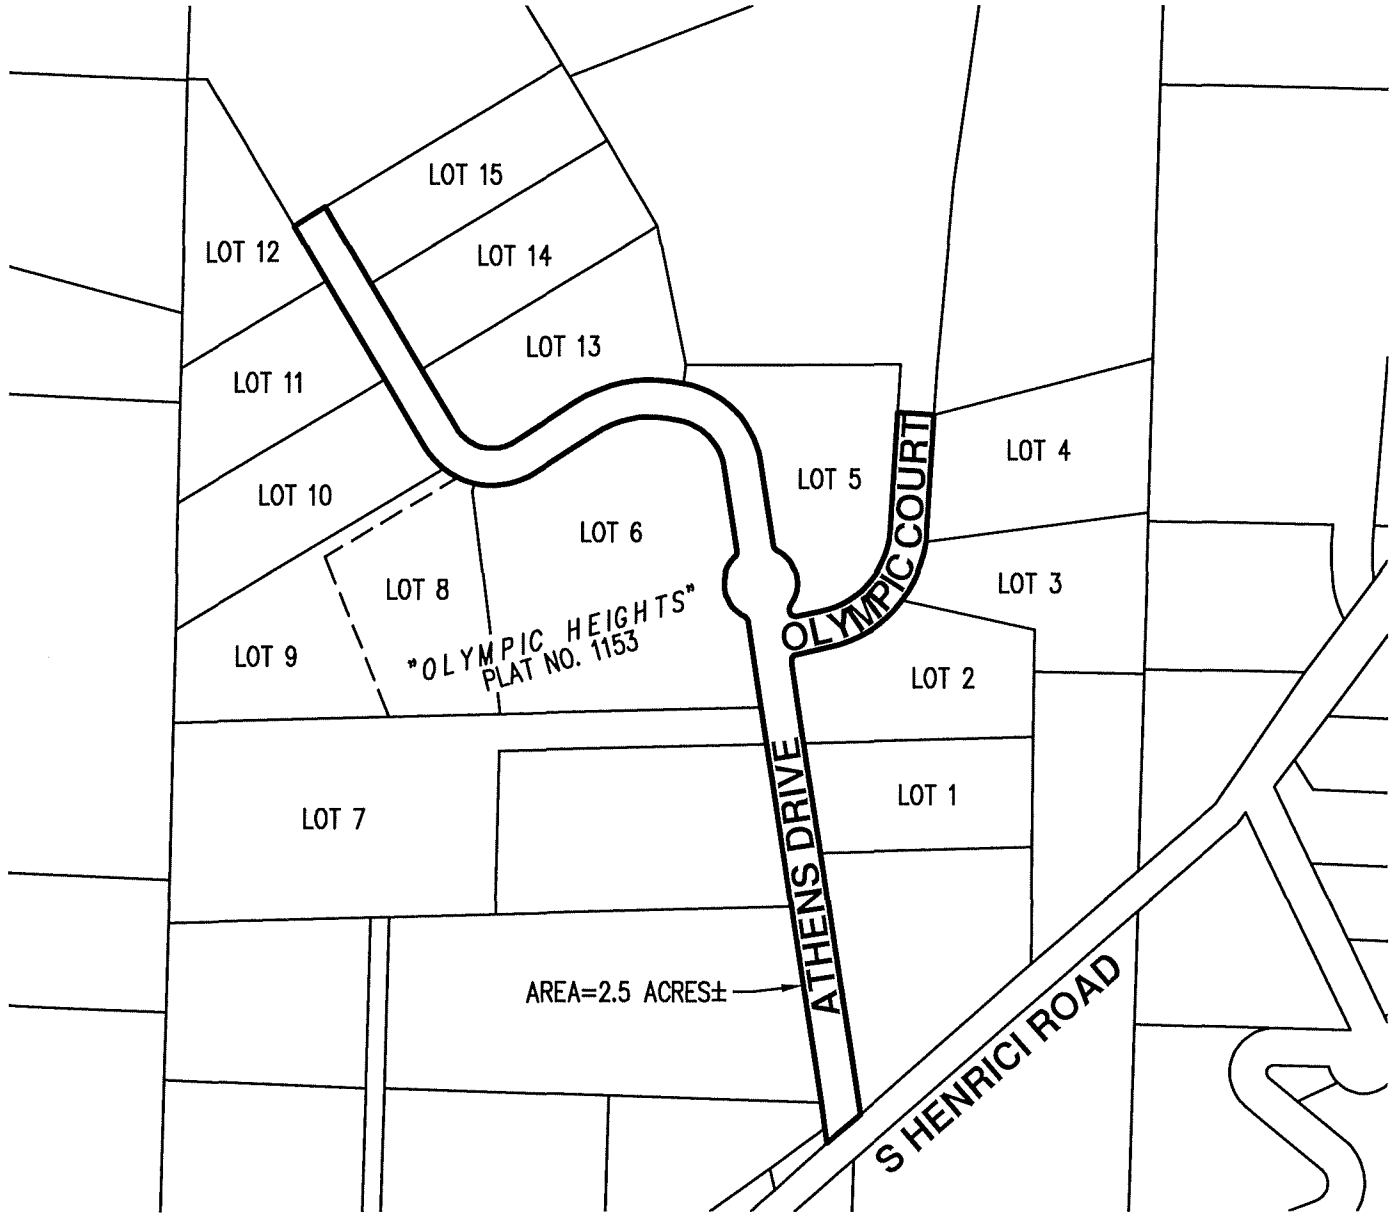 LOT 15
LOT 12
LOT 14
LOT 13
LOT 11
LOT 4
LOT 5
LOT 10
LOT 6
LOT 8
LOT 3
OLYMPIC COURT
"OLYMPIC HEIGHTS"
PLAT NO. 1153
LOT 9
LOT 2
LOT 1
LOT 7
ATHENS DRIVE
AREA=2.5 ACRES±
S HENRICI ROAD